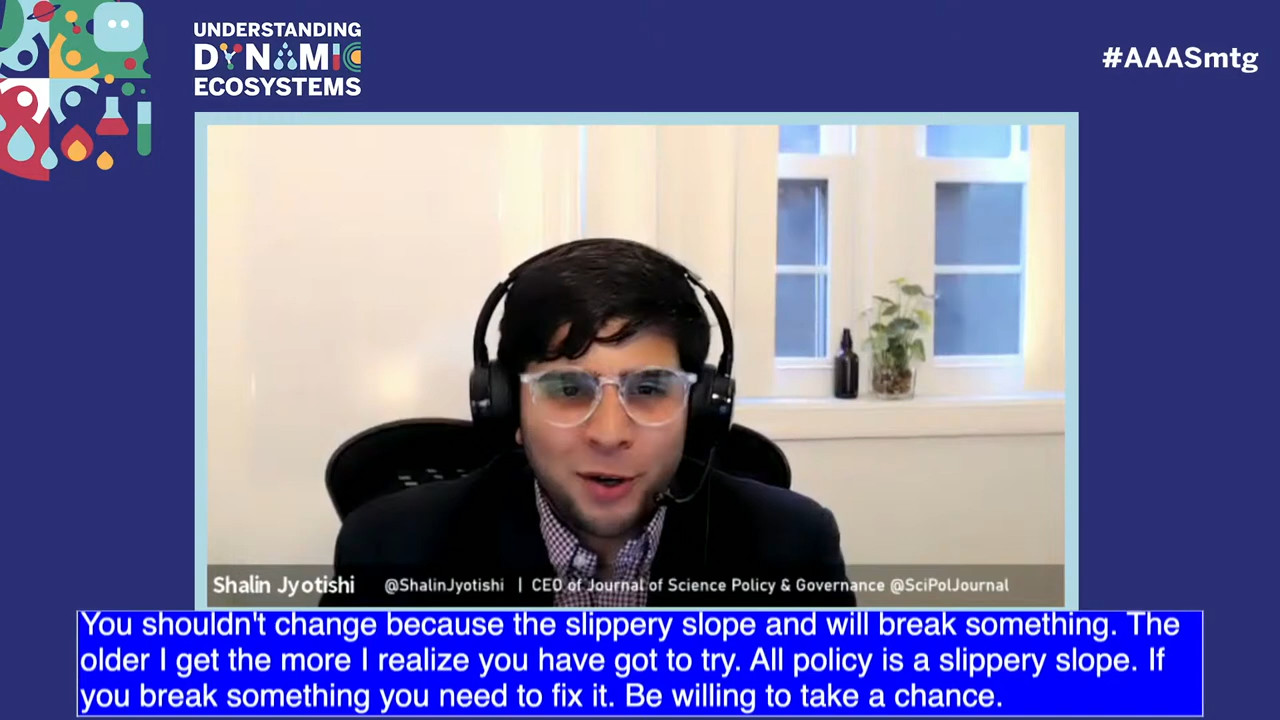 UNDERSTANDING
DYNAMIC
ECOSYSTEMS
#AAASmtg
Shalin Jyotishi @ShalinJyotishi | CEO of Journal of Science Policy & Governance @SciPolJournal
You shouldn't change because the slippery slope and will break something. The
older I get the more I realize you have got to try. All policy is a slippery slope. If
you break something you need to fix it. Be willing to take a chance.